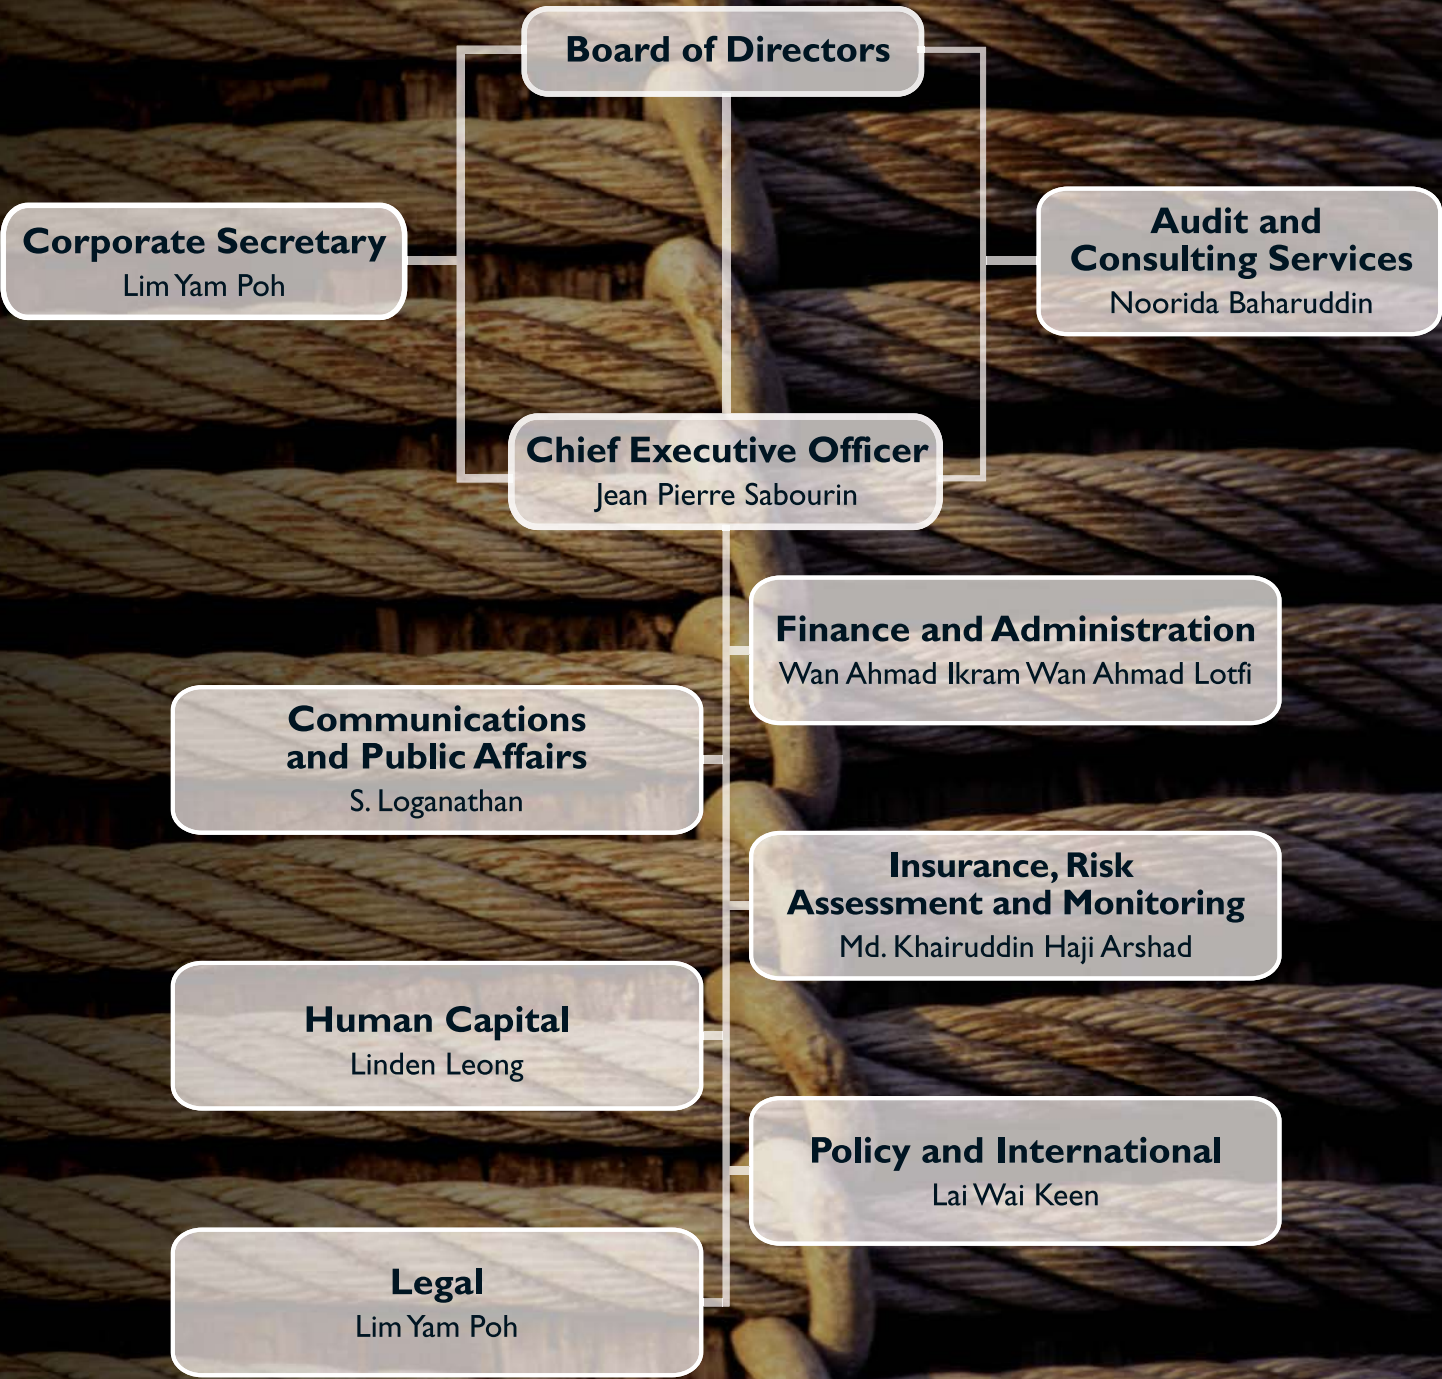 Board of Directors
Corporate Secretary
Lim Yam Poh
Audit and
Consulting Services
Noorida Baharuddin
Chief Executive Officer
Jean Pierre Sabourin
Finance and Administration
Wan Ahmad Ikram Wan Ahmad Lotfi
Communications
and Public Affairs
S. Loganathan
Insurance, Risk
Assessment and Monitoring
Md. Khairuddin Haji Arshad
Human Capital
Linden Leong
Policy and International
Lai Wai Keen
Legal
Lim Yam Poh